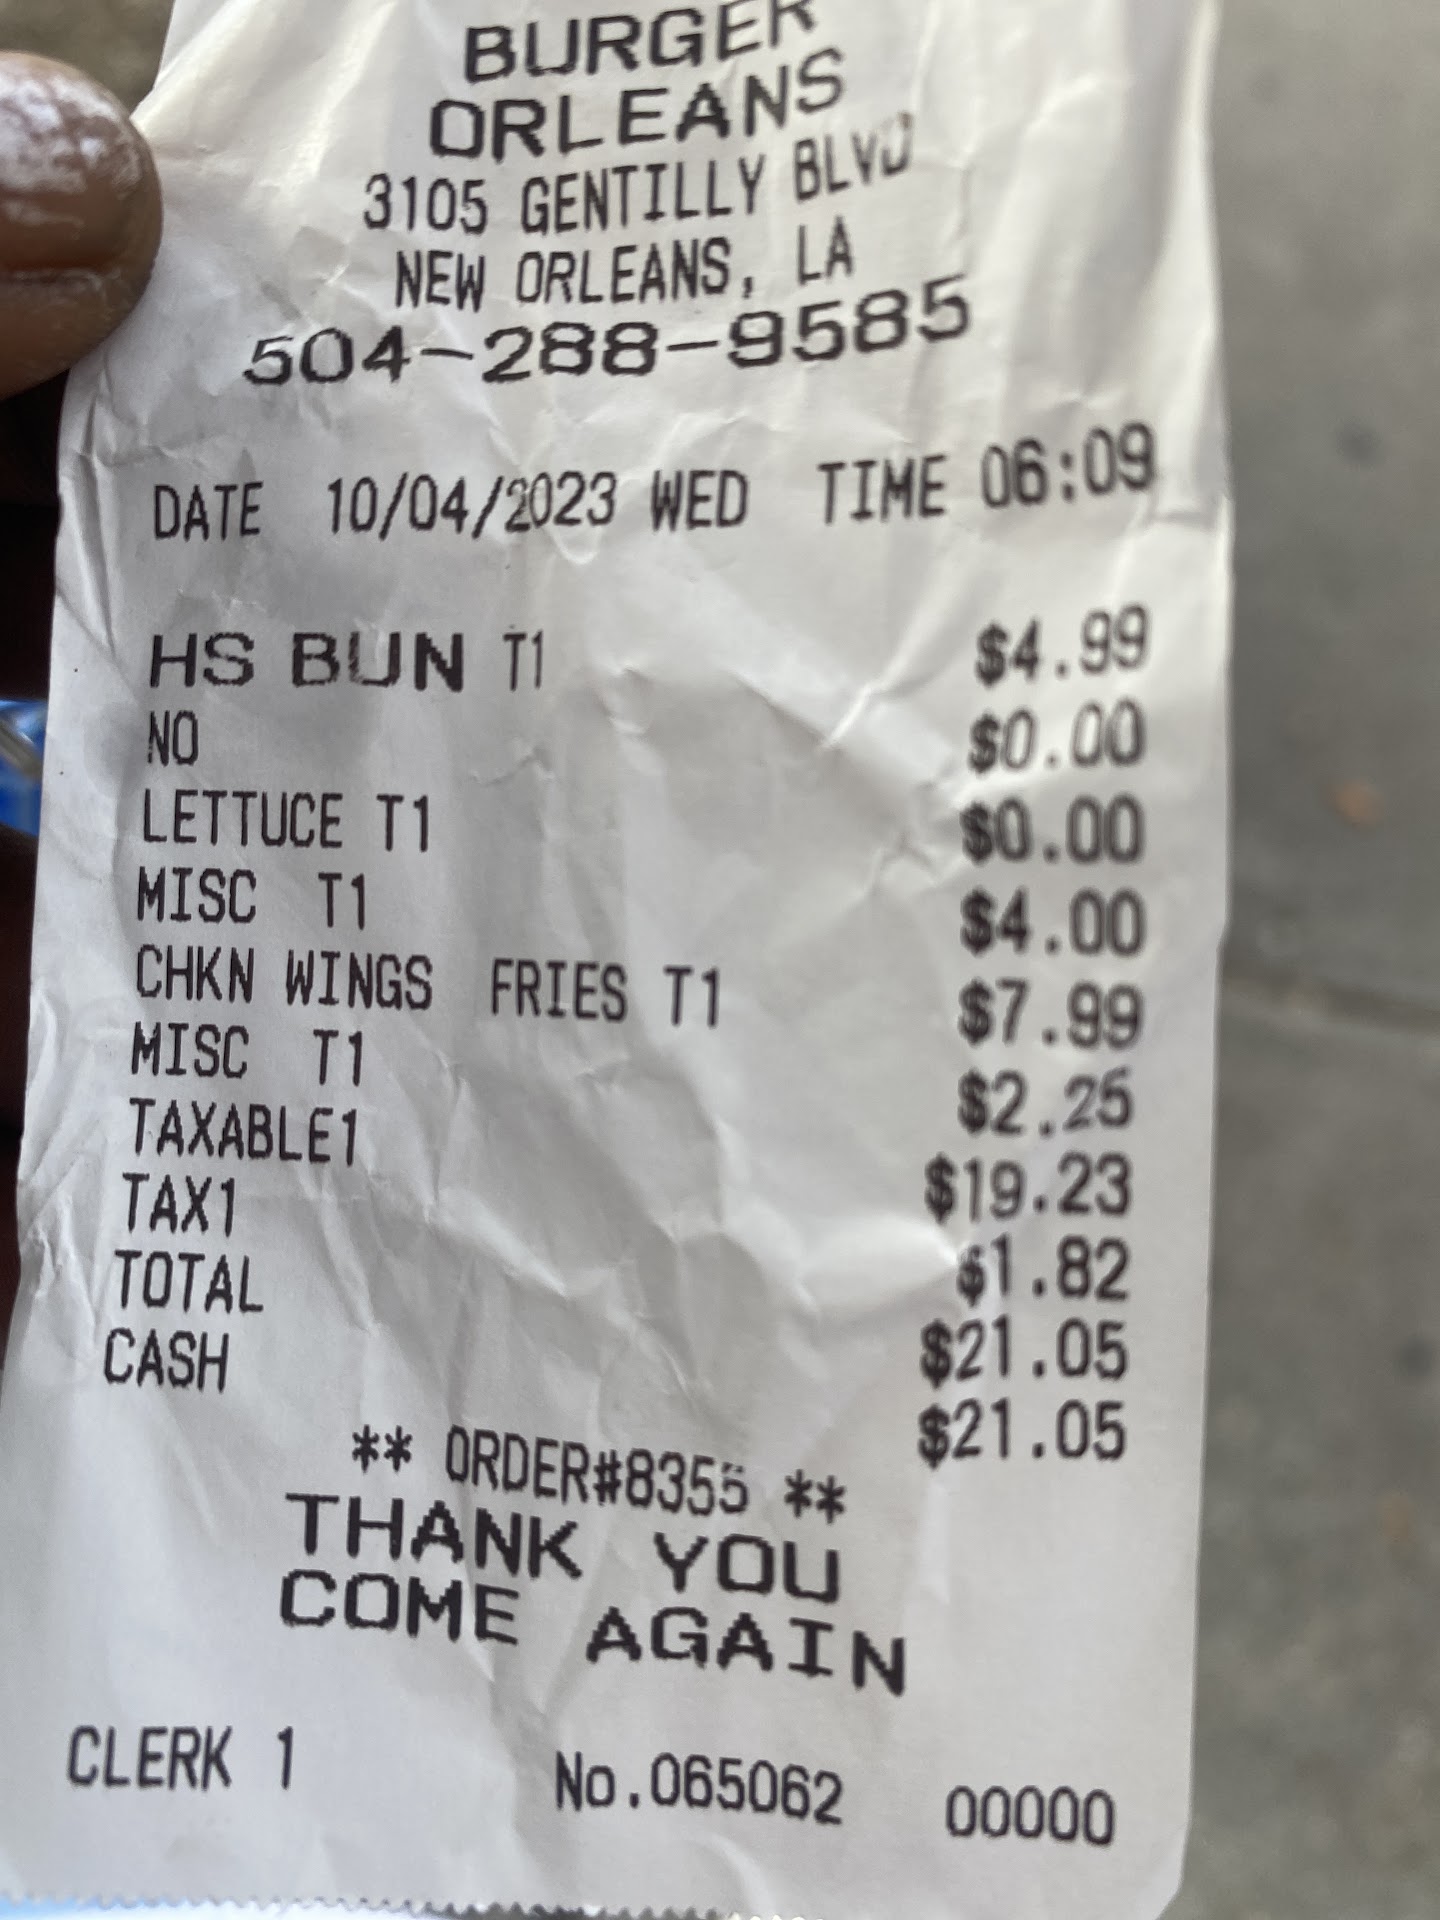 BURGER
ORLEANS
3105 GENTILLY BLVD
NEW ORLEANS, LA
504-288-9585
DATE 10/04/2023 WED TIME 06:09
HS BUN T1 $4.99
NO $0.00
LETTUCE T1 $0.00
MISC T1 $4.00
CHKN WINGS FRIES T1 $7.99
MISC T1 $2.25
TAXABLE1 $19.23
TAX1 $1.82
TOTAL $21.05
CASH $21.05
** ORDER#8355 **
THANK YOU
COME AGAIN
CLERK 1 No.065062 00000